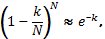 (1 − k/N)^N ≈ e^−k,